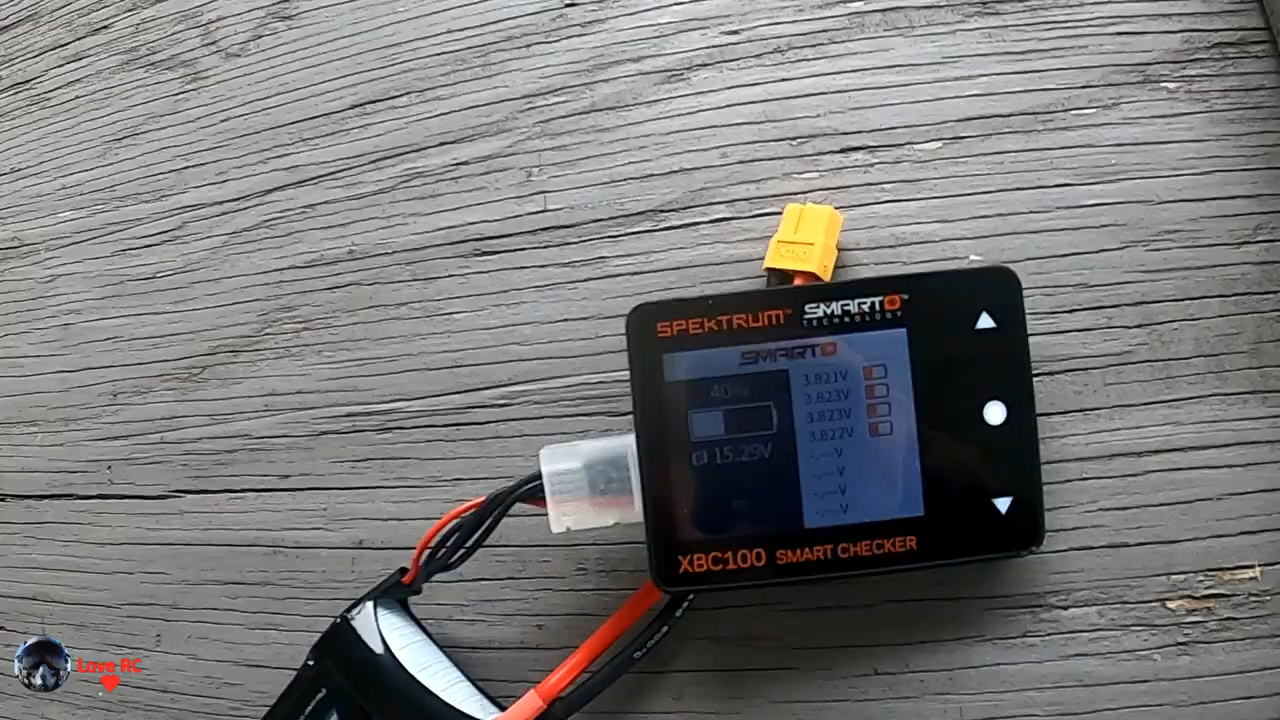 SPEKTRUM™ SMART™
TECHNOLOGY
SMART
40%
15.29V
3.821V
3.823V
3.823V
3.822V
-.---V
-.---V
-.---V
-.---V
XBC100 SMART CHECKER
Love RC